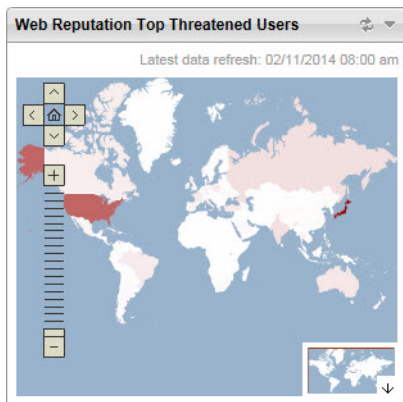 Web Reputation Top Threatened Users
Latest data refresh: 02/11/2014 08:00 am